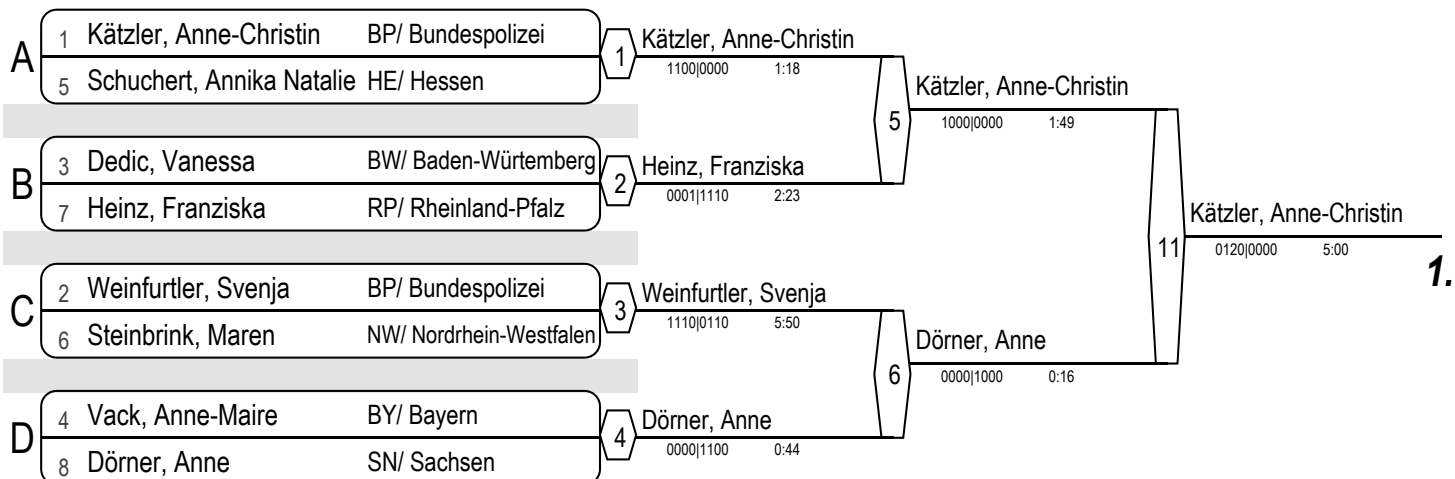 A
1 Kätzler, Anne-Christin BP/ Bundespolizei
5 Schuchert, Annika Natalie HE/ Hessen
1
Kätzler, Anne-Christin
1100|0000 1:18
B
3 Dedic, Vanessa BW/ Baden-Würtemberg
7 Heinz, Franziska RP/ Rheinland-Pfalz
2
Heinz, Franziska
0001|1110 2:23
5
Kätzler, Anne-Christin
1000|0000 1:49
C
2 Weinfurtler, Svenja BP/ Bundespolizei
6 Steinbrink, Maren NW/ Nordrhein-Westfalen
3
Weinfurtler, Svenja
1110|0110 5:50
D
4 Vack, Anne-Maire BY/ Bayern
8 Dörner, Anne SN/ Sachsen
4
Dörner, Anne
0000|1100 0:44
6
Dörner, Anne
0000|1000 0:16
11
Kätzler, Anne-Christin
0120|0000 5:00
1.